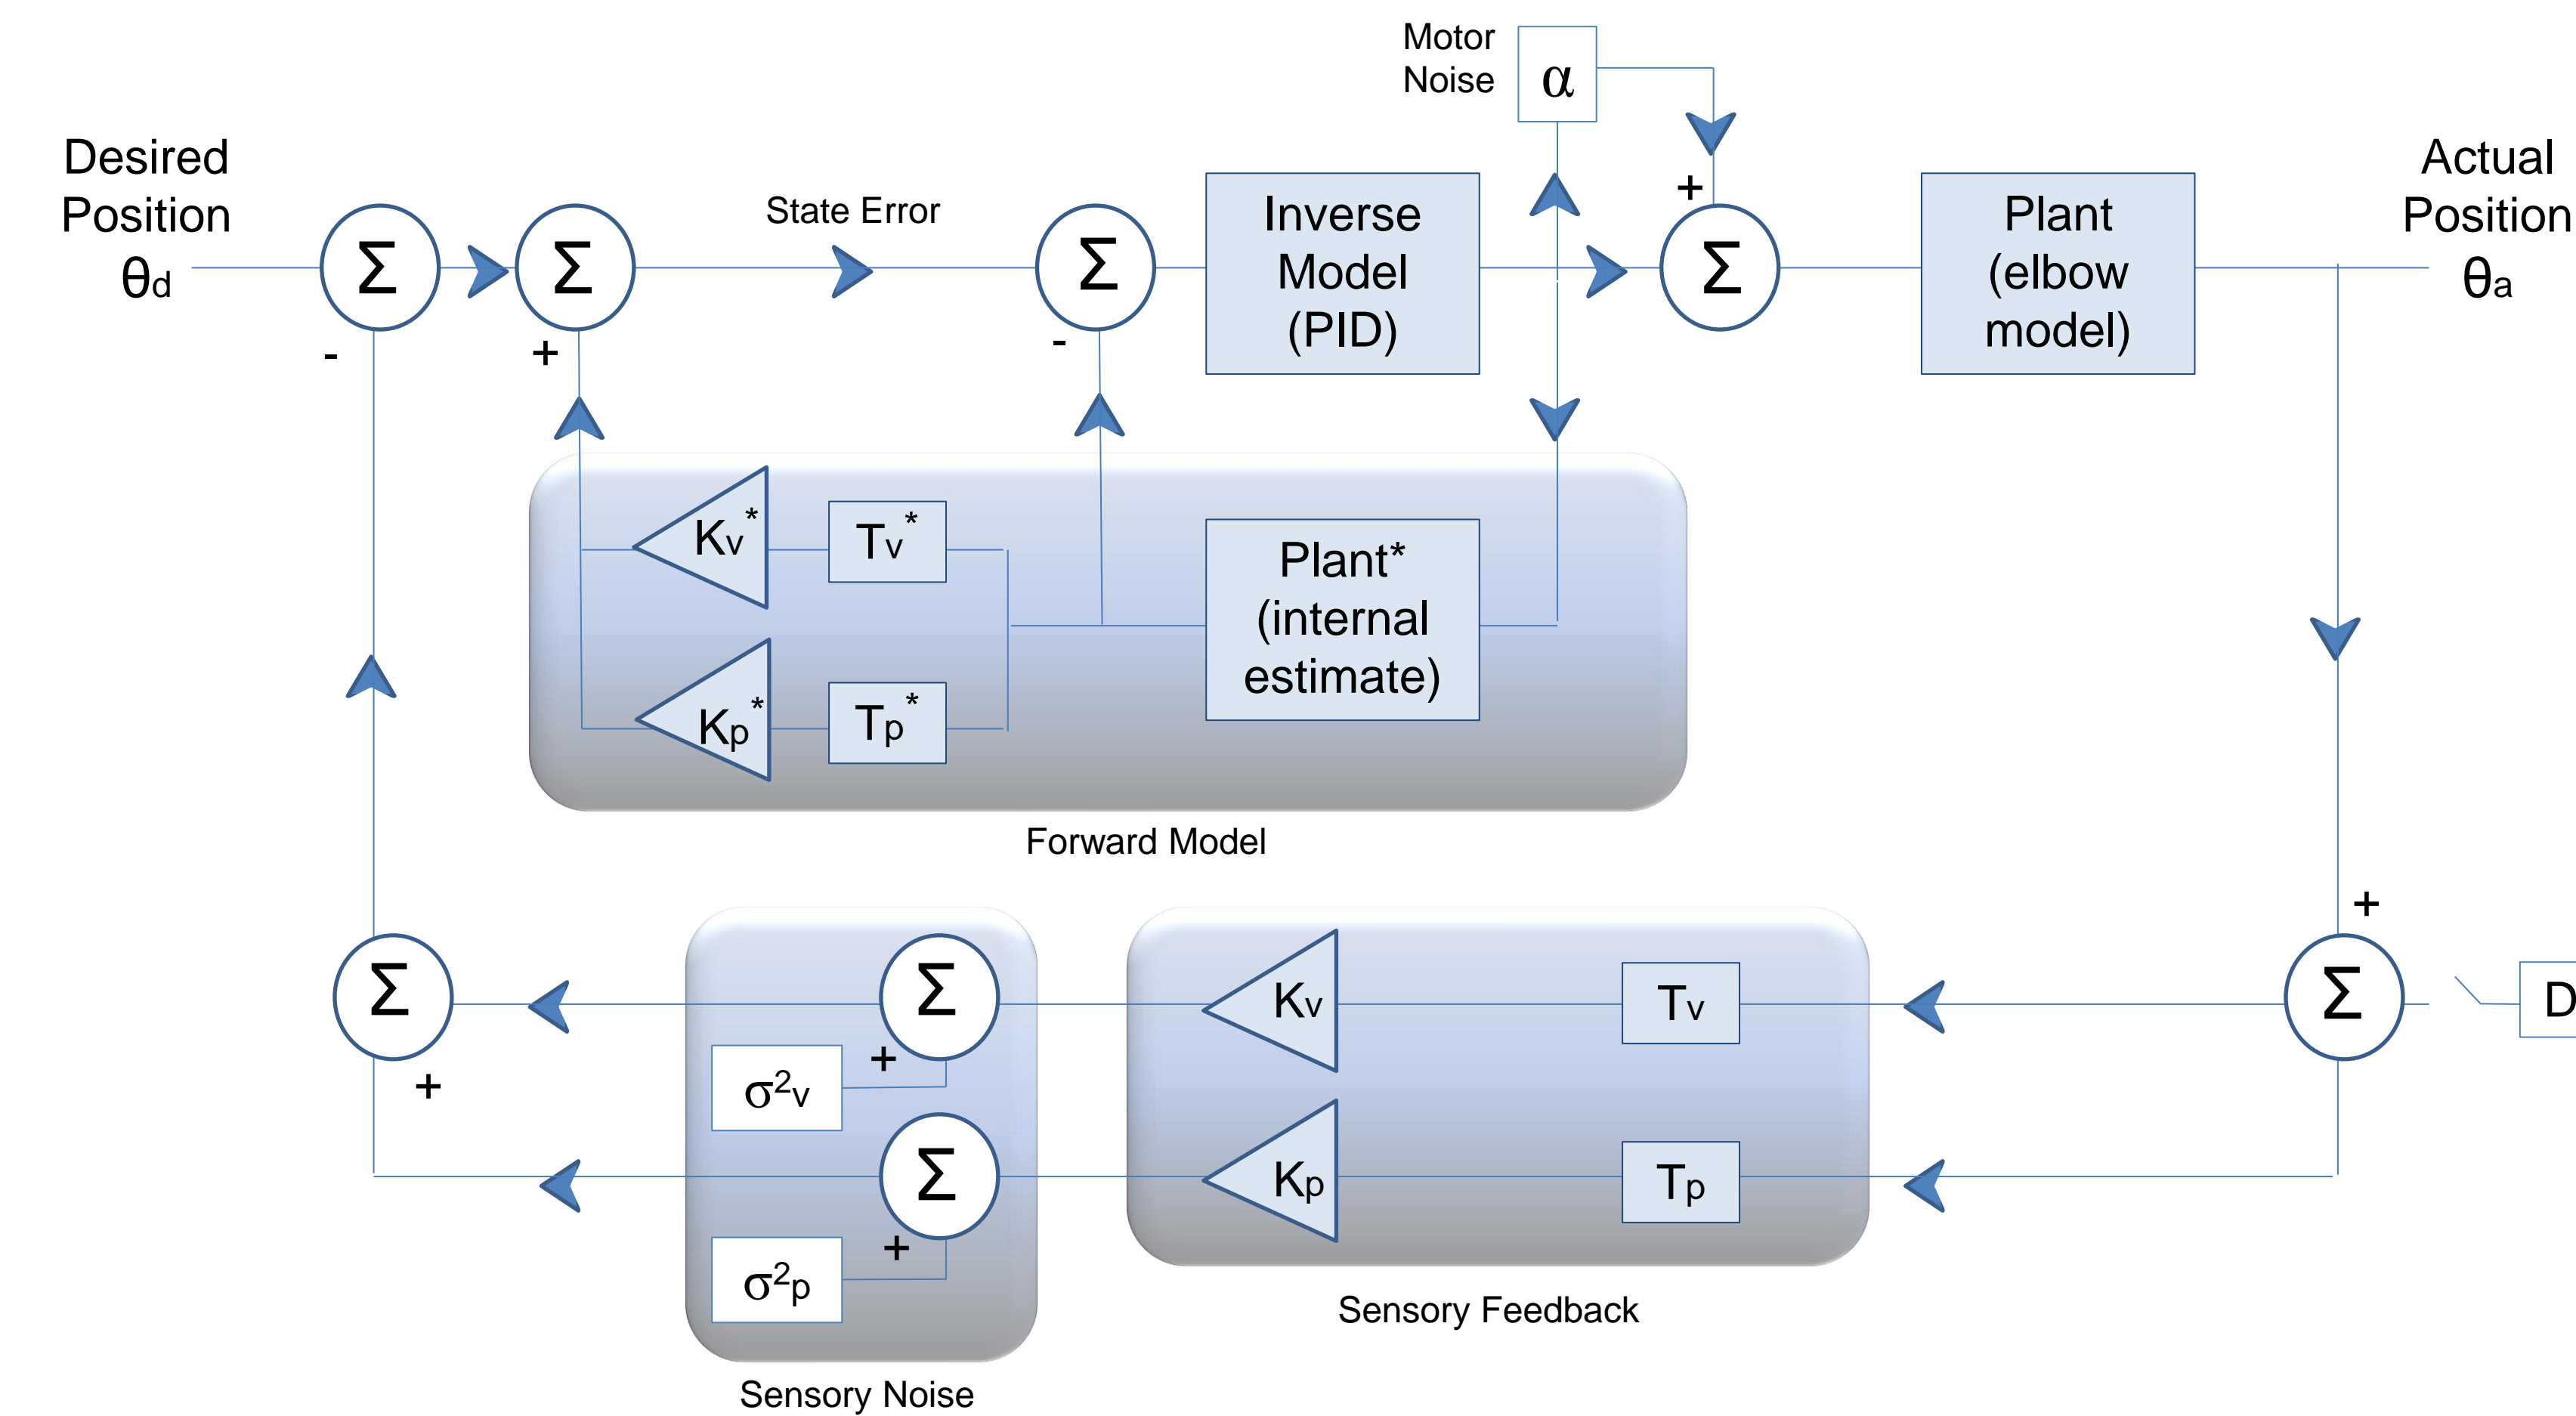 Motor
Noise
α
Desired
Position
θd
Σ
-
Σ
+
State Error
Σ
-
Inverse
Model
(PID)
+
Σ
Plant
(elbow
model)
Actual
Position
θa
Kv*
Tv*
Kp*
Tp*
Plant*
(internal
estimate)
Forward Model
Σ
+
Σ
+
σ2v
Σ
+
σ2p
Sensory Noise
Kv
Tv
Kp
Tp
Sensory Feedback
+
Σ
D